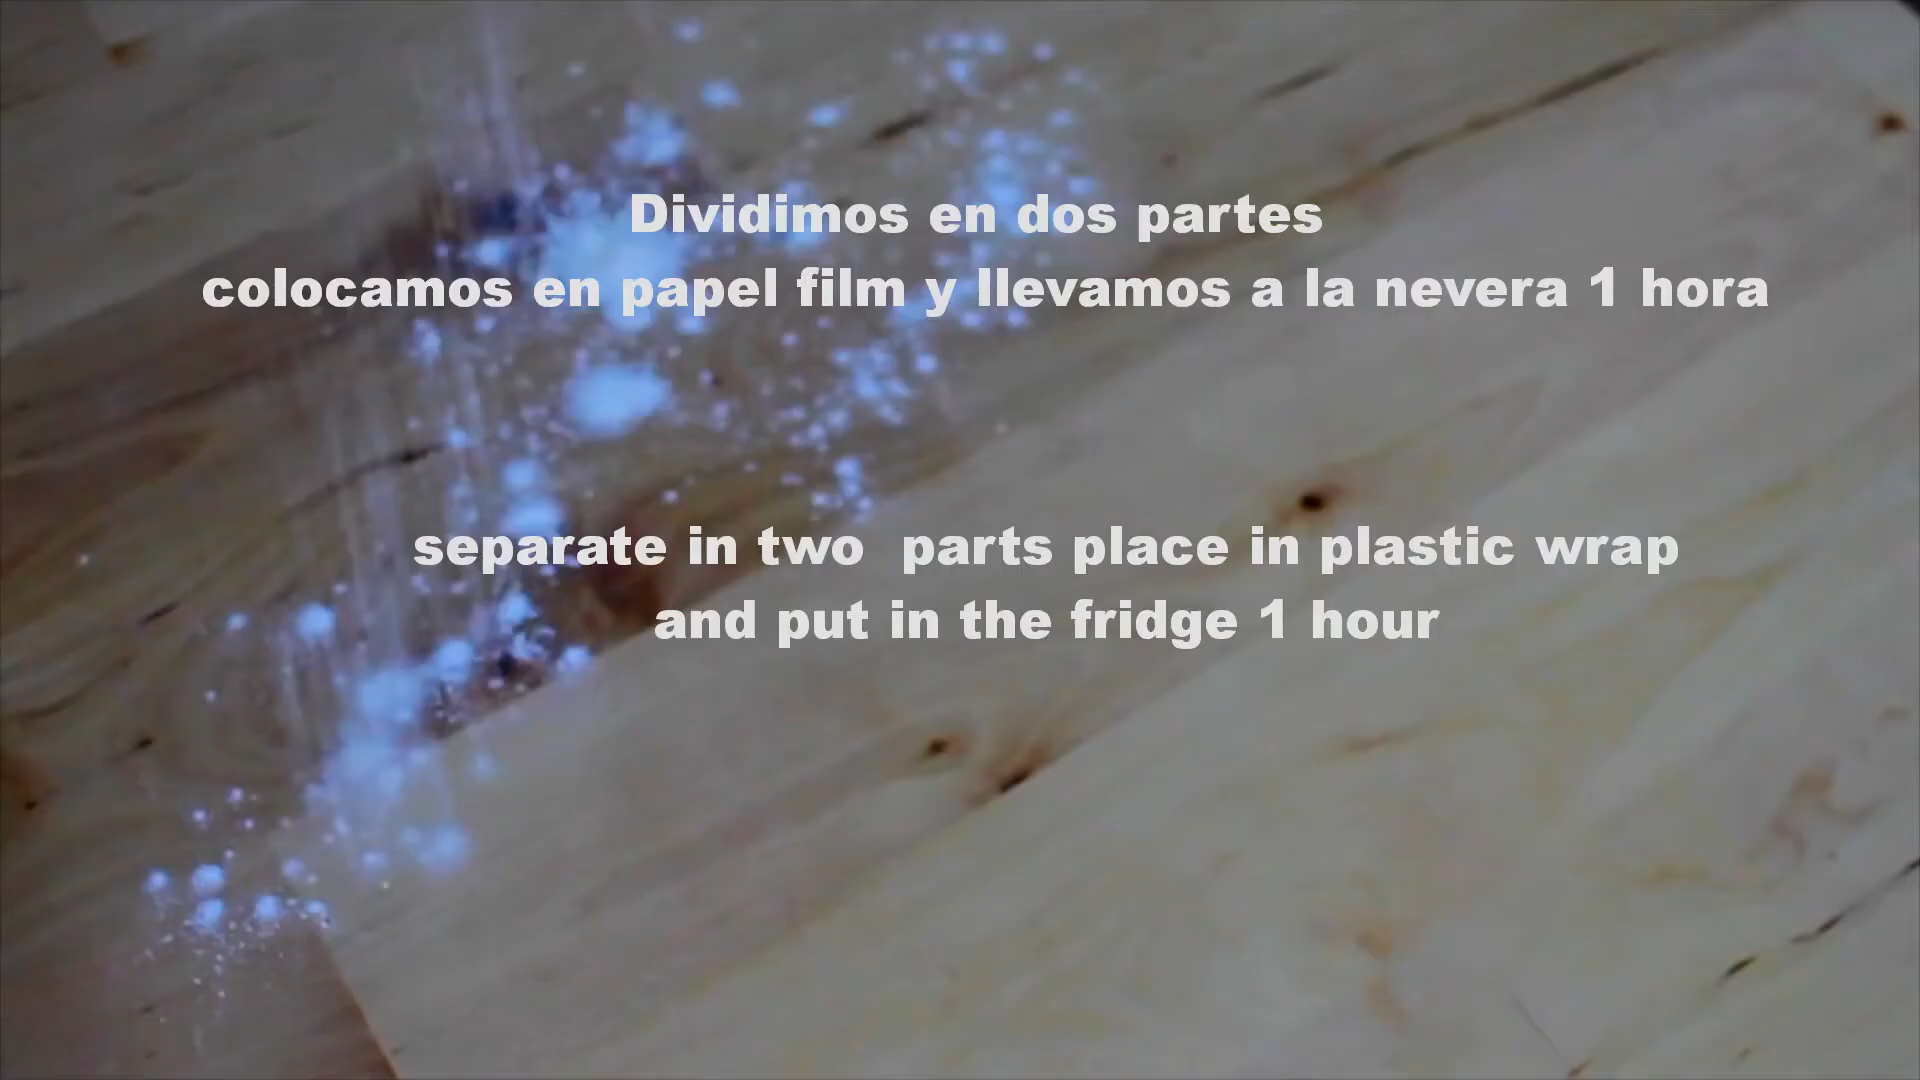 Dividimos en dos partes
colocamos en papel film y llevamos a la nevera 1 hora
separate in two  parts place in plastic wrap
and put in the fridge 1 hour